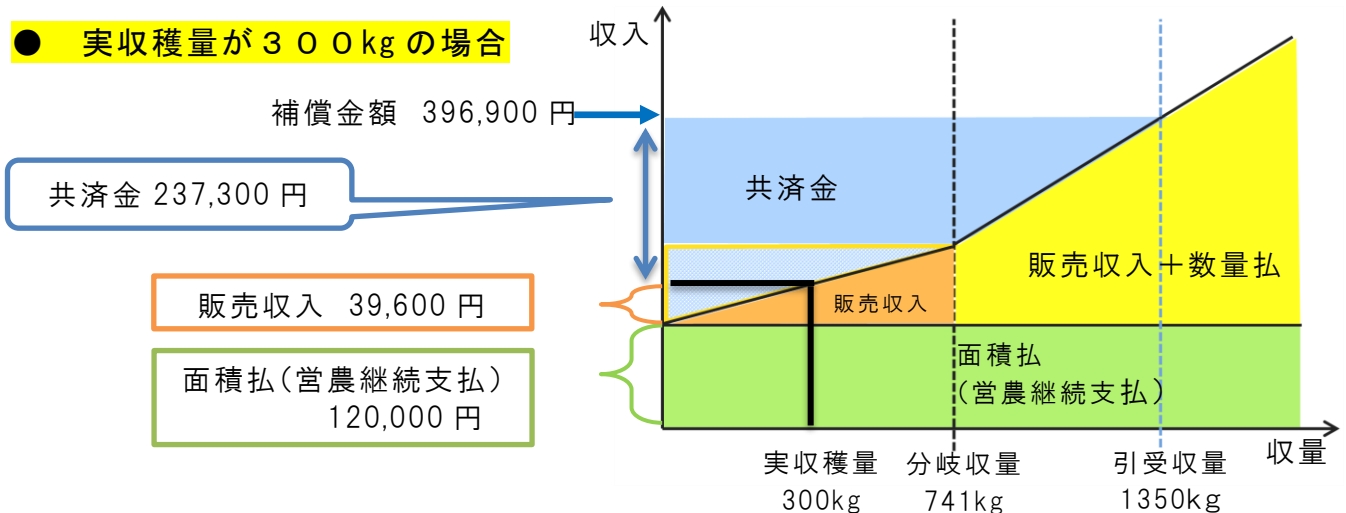 ● 実収穫量が３００kgの場合
収入
補償金額 396,900 円
共済金 237,300 円
共済金
販売収入＋数量払
販売収入 39,600 円
販売収入
面積払(営農継続支払)
120,000 円
面積払
(営農継続支払)
実収穫量
300kg
分岐収量
741kg
引受収量
1350kg
収量